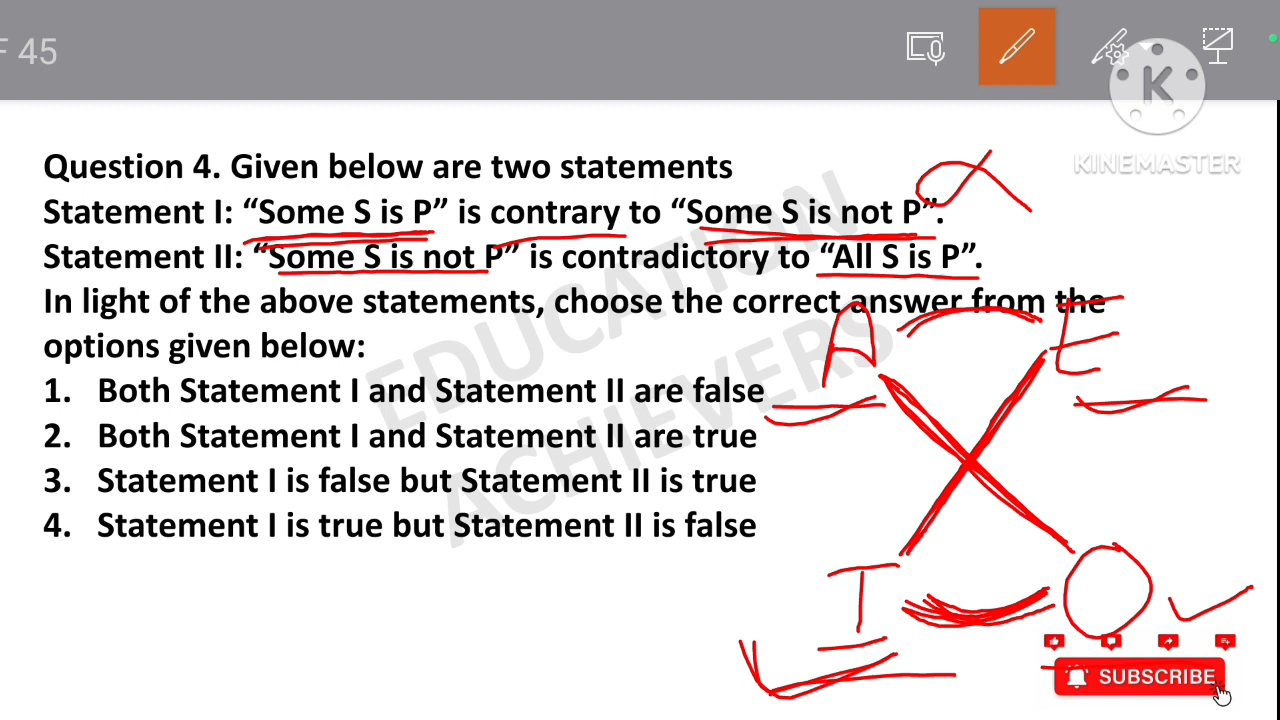 F 45
K
KINEMASTER
Question 4. Given below are two statements
Statement I: “Some S is P” is contrary to “Some S is not P”.
Statement II: “Some S is not P” is contradictory to “All S is P”.
In light of the above statements, choose the correct answer from the
options given below:
1. Both Statement I and Statement II are false
2. Both Statement I and Statement II are true
3. Statement I is false but Statement II is true
4. Statement I is true but Statement II is false
EDUCATION
ACHIEVERS
A E
I O
SUBSCRIBE